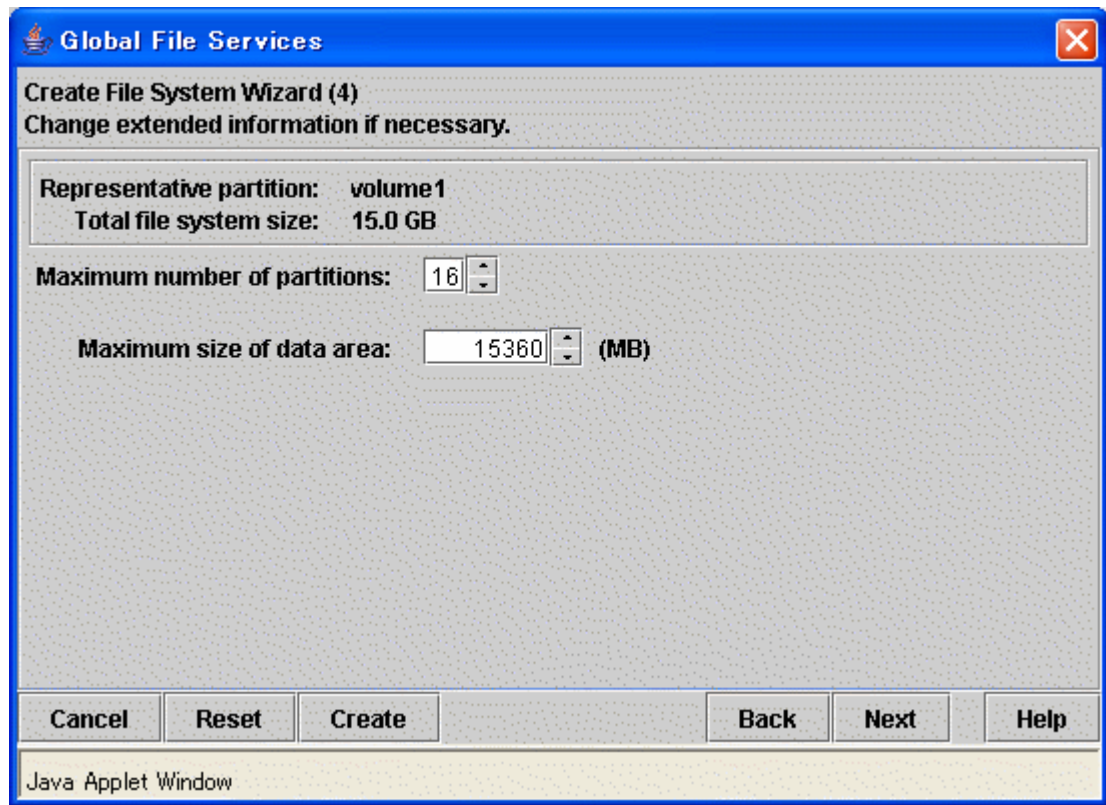 Global File Services
Create File System Wizard (4)
Change extended information if necessary.
Representative partition: volume1
Total file system size: 15.0 GB
Maximum number of partitions: 16
Maximum size of data area: 15360 (MB)
Cancel Reset Create Back Next Help
Java Applet Window